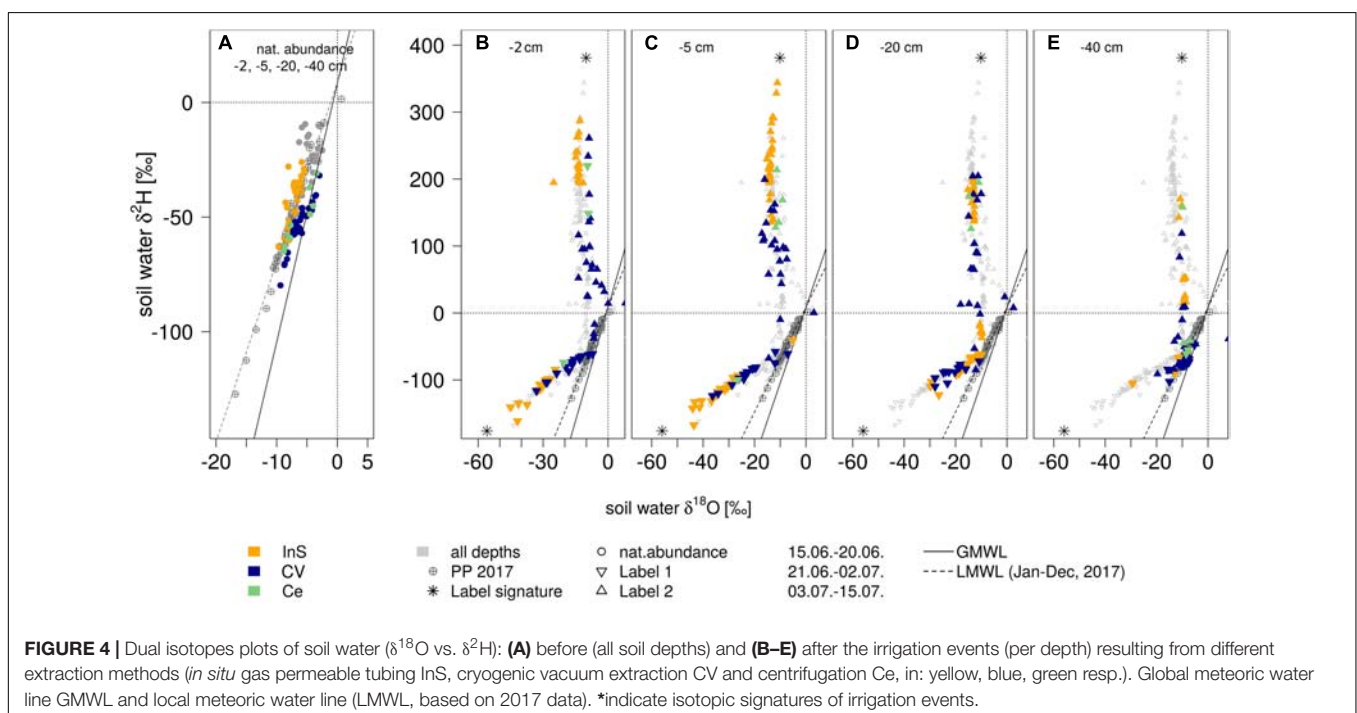 A
nat. abundance
-2, -5, -20, -40 cm
B
-2 cm
C
-5 cm
D
-20 cm
E
-40 cm
soil water δ²H [‰]
0
-50
-100
-20 -15 -10 -5 0 5
400
300
200
100
0
-100
-60 -30 0
-60 -40 -20 0
-60 -40 -20 0
-60 -40 -20 0
soil water δ¹⁸O [‰]
InS all depths nat.abundance 15.06.-20.06. GMWL
CV PP 2017 Label 1 21.06.-02.07. LMWL (Jan-Dec, 2017)
Ce Label signature Label 2 03.07.-15.07.
FIGURE 4 | Dual isotopes plots of soil water (δ¹⁸O vs. δ²H): (A) before (all soil depths) and (B–E) after the irrigation events (per depth) resulting from different
extraction methods (in situ gas permeable tubing InS, cryogenic vacuum extraction CV and centrifugation Ce, in: yellow, blue, green resp.). Global meteoric water
line GMWL and local meteoric water line (LMWL, based on 2017 data). *indicate isotopic signatures of irrigation events.